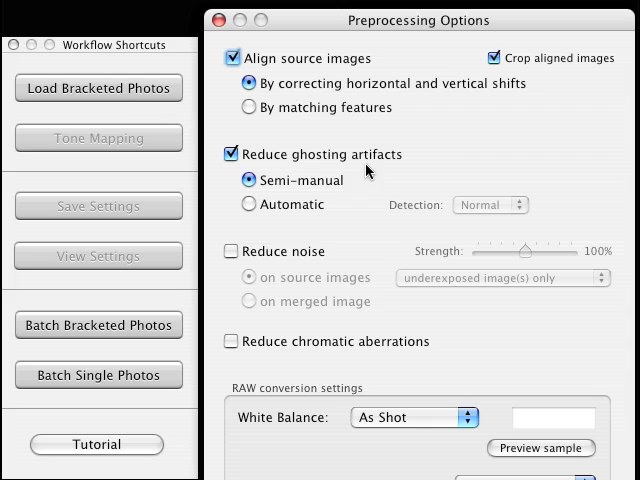 Preprocessing Options
Workflow Shortcuts
Load Bracketed Photos
Tone Mapping
Save Settings
View Settings
Batch Bracketed Photos
Batch Single Photos
Tutorial
Align source images
Crop aligned images
By correcting horizontal and vertical shifts
By matching features
Reduce ghosting artifacts
Semi-manual
Automatic
Detection: Normal
Reduce noise
Strength: 100%
on source images
underexposed image(s) only
on merged image
Reduce chromatic aberrations
RAW conversion settings
White Balance: As Shot
Preview sample